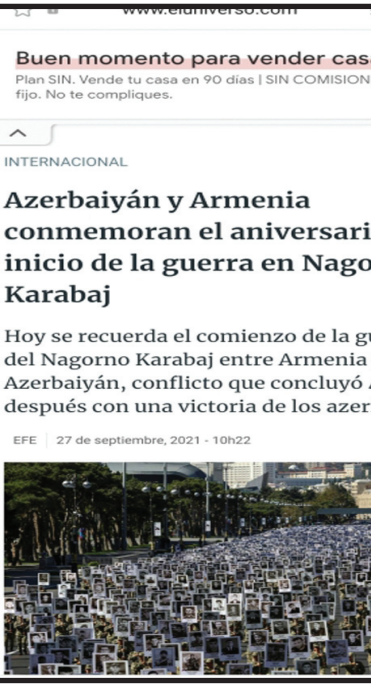 www.eluniverso.com
Buen momento para vender cas
Plan SIN. Vende tu casa en 90 días | SIN COMISION
fijo. No te compliques.
INTERNACIONAL
Azerbaiyán y Armenia
conmemoran el aniversari
inicio de la guerra en Nago
Karabaj
Hoy se recuerda el comienzo de la gu
del Nagorno Karabaj entre Armenia
Azerbaiyán, conflicto que concluyó
después con una victoria de los azer
EFE 27 de septiembre, 2021 - 10h22